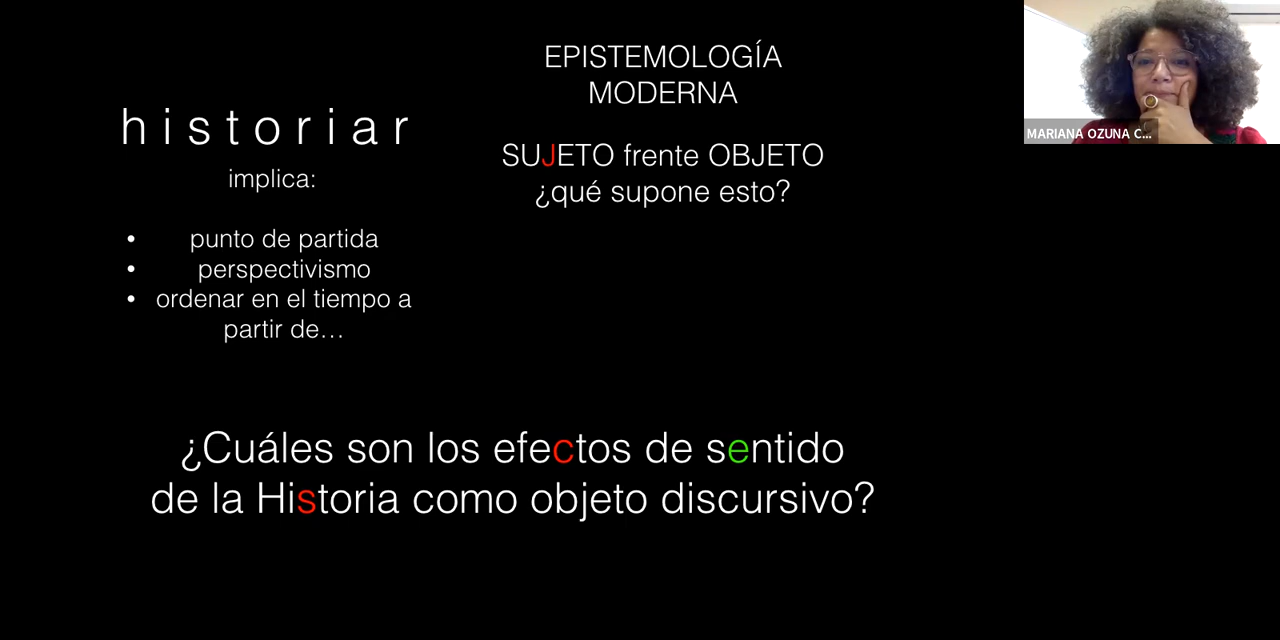 h i s t o r i a r
implica:
• punto de partida
• perspectivismo
• ordenar en el tiempo a
partir de…
EPISTEMOLOGÍA
MODERNA
SUJETO frente OBJETO
¿qué supone esto?
¿Cuáles son los efectos de sentido
de la Historia como objeto discursivo?
MARIANA OZUNA C...